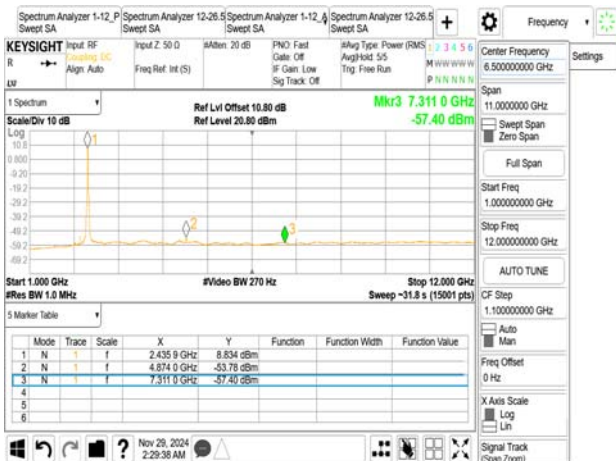 Spectrum Analyzer 1-12_P
Swept SA
Spectrum Analyzer 12-26.5
Swept SA
Spectrum Analyzer 1-12_A
Swept SA
Spectrum Analyzer 12-26.5
Swept SA
+
Frequency
Settings
KEYSIGHT
R
Input: RF
Coupling: DC
Align: Auto
Input Z: 50 Ω
Freq Ref: Int (S)
#Atten: 20 dB
PNO: Fast
Gate: Off
IF Gain: Low
Sig Track: Off
#Avg Type: Power (RMS
Avg|Hold: 5/5
Trig: Free Run
1 2 3 4 5 6
M W W W W W
P N N N N N
1 Spectrum
Scale/Div 10 dB
Log
Ref Lvl Offset 10.80 dB
Ref Level 20.80 dBm
Mkr3 7.311 0 GHz
-57.40 dBm
10.8
0.800
-9.20
-19.2
-29.2
-39.2
-49.2
-59.2
-69.2
1
2
3
Start 1.000 GHz
#Res BW 1.0 MHz
#Video BW 270 Hz
Stop 12.000 GHz
Sweep ~31.8 s (15001 pts)
5 Marker Table
Mode Trace Scale X Y Function Function Width Function Value
1 N 1 f 2.435 9 GHz 8.834 dBm
2 N 1 f 4.874 0 GHz -53.78 dBm
3 N 1 f 7.311 0 GHz -57.40 dBm
4
5
6
Nov 29, 2024
2:29:38 AM
Center Frequency
6.500000000 GHz
Span
11.0000000 GHz
Swept Span
Zero Span
Full Span
Start Freq
1.000000000 GHz
Stop Freq
12.000000000 GHz
AUTO TUNE
CF Step
1.100000000 GHz
Auto
Man
Freq Offset
0 Hz
X Axis Scale
Log
Lin
Signal Track
(Span Zoom)